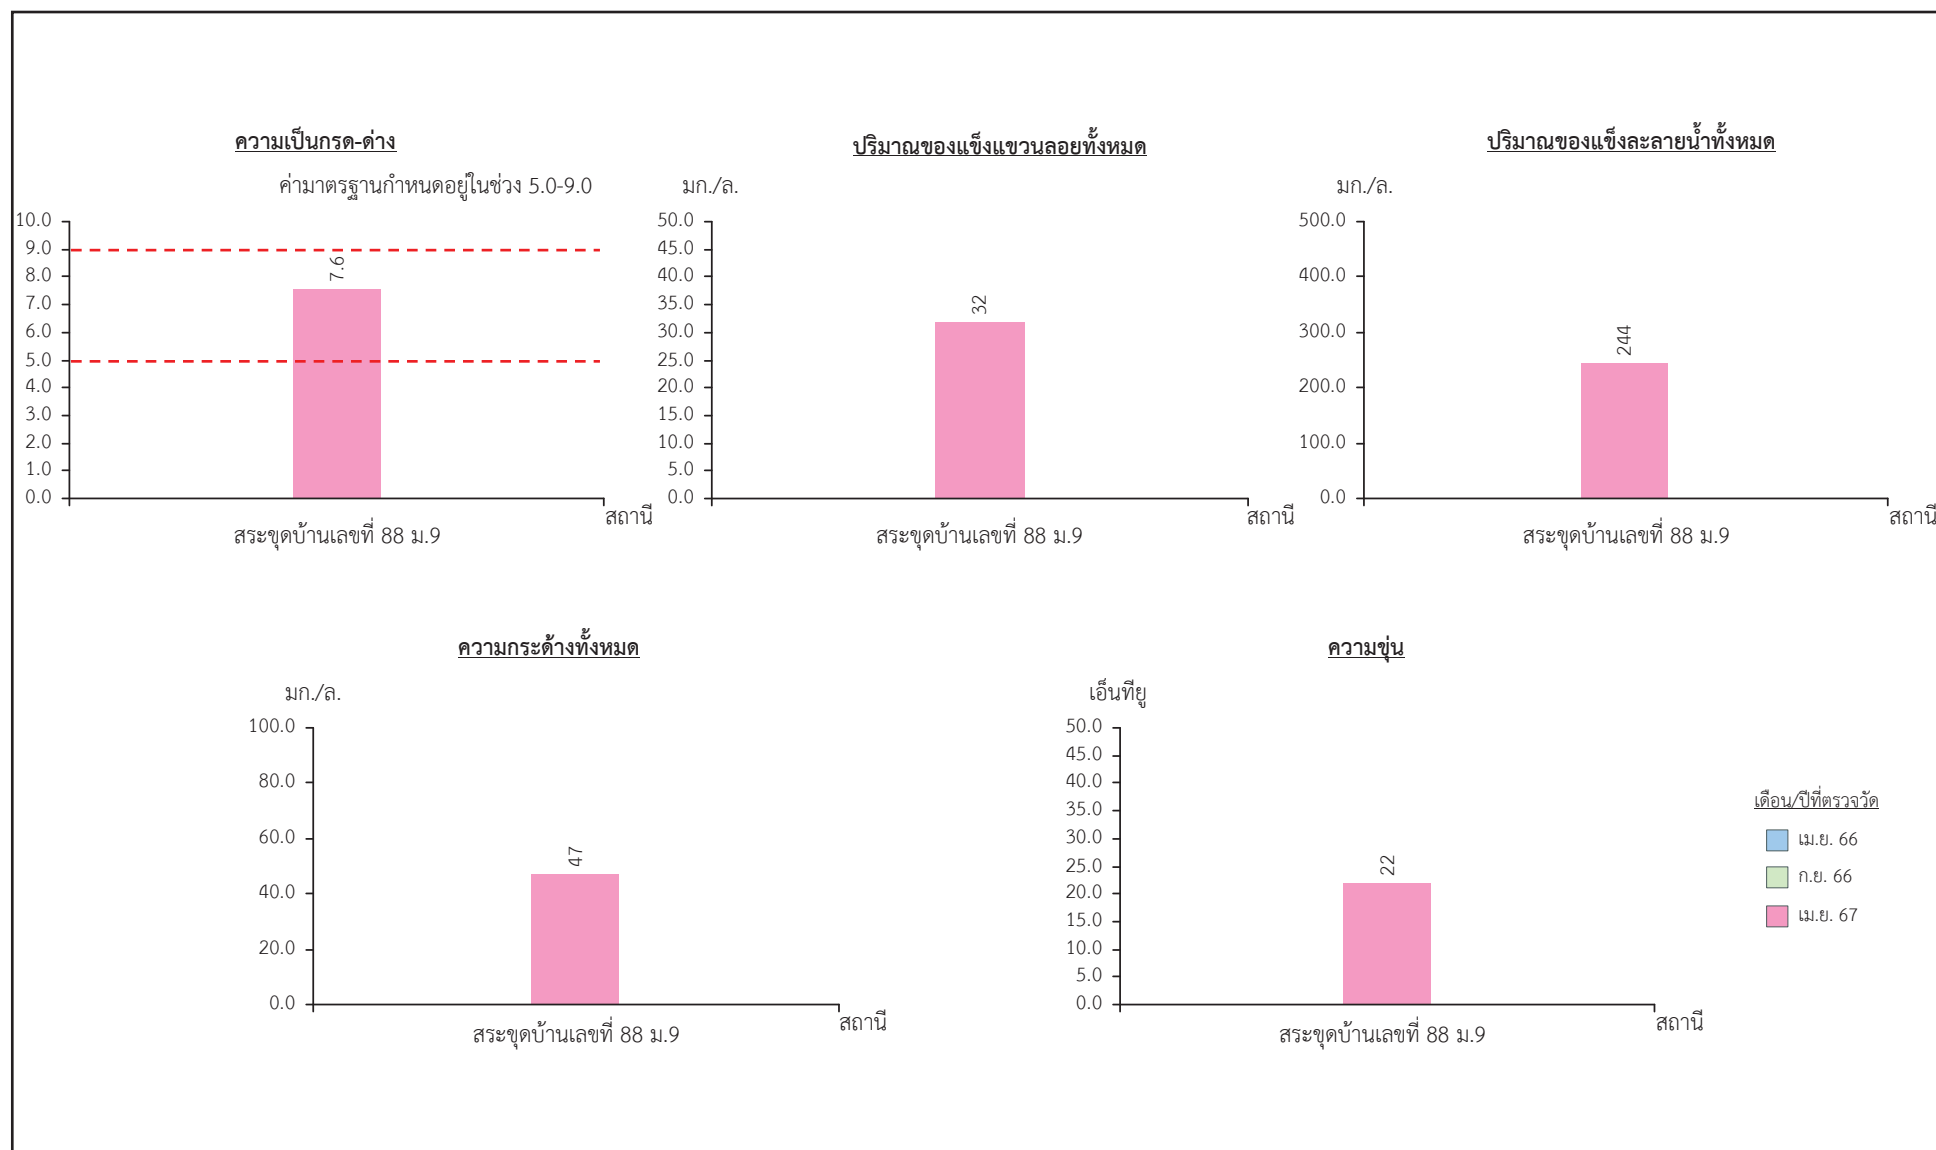 ความเป็นกรด-ด่าง
ค่ามาตรฐานกำหนดอยู่ในช่วง 5.0-9.0
10.0
9.0
8.0
7.0
6.0
5.0
4.0
3.0
2.0
1.0
0.0
7.6
สถานี
สระขุดบ้านเลขที่ 88 ม.9
ปริมาณของแข็งแขวนลอยทั้งหมด
มก./ล.
50.0
45.0
40.0
35.0
30.0
25.0
20.0
15.0
10.0
5.0
0.0
32
สถานี
สระขุดบ้านเลขที่ 88 ม.9
ปริมาณของแข็งละลายน้ำทั้งหมด
มก./ล.
500.0
400.0
300.0
200.0
100.0
0.0
244
สถานี
สระขุดบ้านเลขที่ 88 ม.9
ความกระด้างทั้งหมด
มก./ล.
100.0
80.0
60.0
40.0
20.0
0.0
47
สถานี
สระขุดบ้านเลขที่ 88 ม.9
ความขุ่น
เอ็นทียู
50.0
45.0
40.0
35.0
30.0
25.0
20.0
15.0
10.0
5.0
0.0
22
สถานี
สระขุดบ้านเลขที่ 88 ม.9
เดือน/ปีที่ตรวจวัด
เม.ย. 66
ก.ย. 66
เม.ย. 67